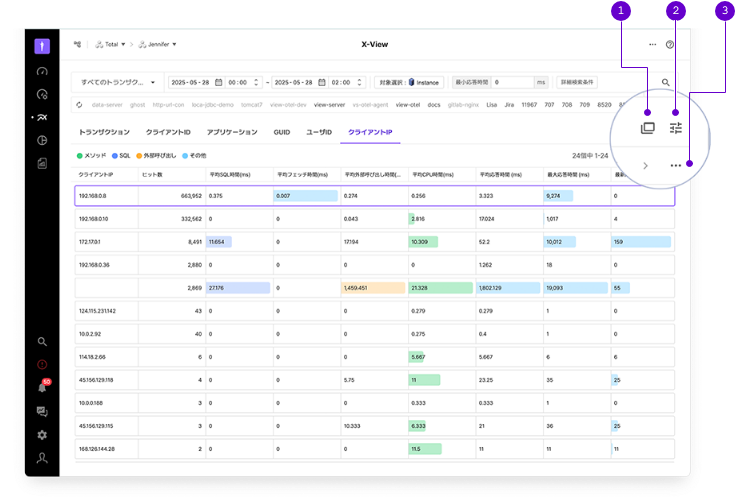 1 2 3
Total Jennifer X-View
すべてのトランザク... 2025-05-28 00:00 ~ 2025-05-28 02:00 対象選択: Instance 最小応答時間 0 ms 詳細検索条件
data-server ghost http-url-con loca-jdbc-demo tomcat7 view-otel-dev view-server vs-otel-agent view-otel docs gitlab-nginx Lisa Jira 11967 707 708 709 8520
トランザクション クライアントID アプリケーション GUID ユーザID クライアントIP
メソッド SQL 外部呼び出し その他 24個中 1-24
クライアントIP ヒット数 平均SQL時間(ms) 平均フェッチ時間(ms) 平均外部呼び出し時間(... 平均CPU時間(ms) 平均応答時間 (ms) 最大応答時間(ms)
192.168.0.8 663,952 0.375 0.007 0.274 0.256 3.323 9,274 0
192.168.0.10 332,562 0 0 0.043 2.816 17.024 1,017 4
172.17.0.1 8,491 11.654 0 17.194 10.309 52.2 10,012 159
192.168.0.36 2,880 0 0 0 0 1.262 18 0
2,869 27.176 0 1,459.451 21.328 1,802.129 19,093 55
124.115.231.142 43 0 0 0 0.279 0.279 1 0
10.0.2.92 40 0 0 0 0.275 0.4 1 0
114.18.2.66 6 0 0 0 5.667 5.667 6 6
45.156.129.118 4 0 0 5.75 11 23.25 35 25
10.0.0.188 3 0 0 0 0.333 0.333 1 0
45.156.129.115 3 0 0 10.333 6.333 21 36 25
168.126.144.28 2 0 0 0 11.5 11 11 11
50